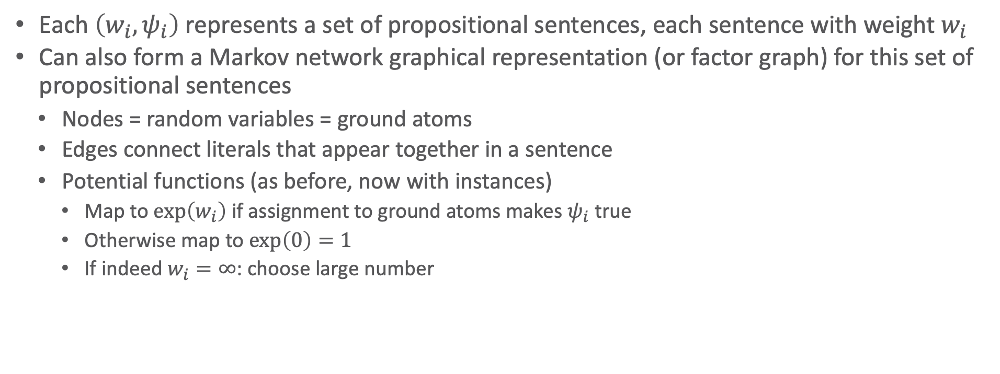 • Each (wᵢ, ψᵢ) represents a set of propositional sentences, each sentence with weight wᵢ
• Can also form a Markov network graphical representation (or factor graph) for this set of
propositional sentences
• Nodes = random variables = ground atoms
• Edges connect literals that appear together in a sentence
• Potential functions (as before, now with instances)
• Map to exp(wᵢ) if assignment to ground atoms makes ψᵢ true
• Otherwise map to exp(0) = 1
• If indeed wᵢ = ∞: choose large number